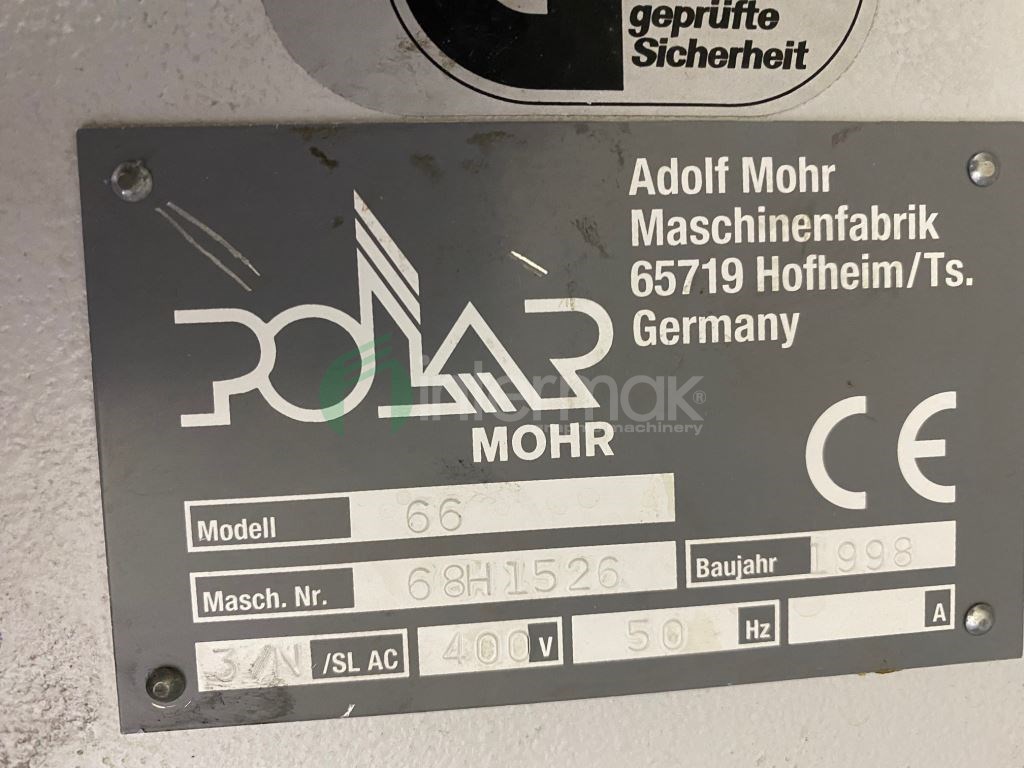 geprüfte
Sicherheit
Adolf Mohr
Maschinenfabrik
65719 Hofheim/Ts.
Germany
POLAR
MOHR
intermak®
graphic machinery
CE
Modell 66
Masch. Nr. 68H1526
Baujahr 1998
3/N /SL AC 400 V 50 Hz A